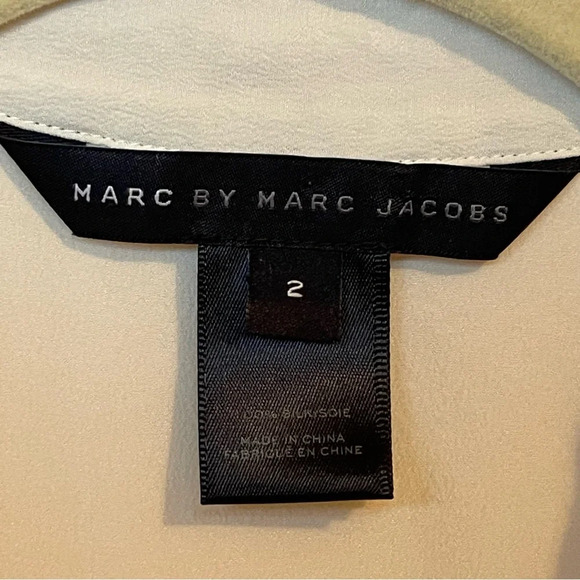 MARC BY MARC JACOBS
2
100% SILK/SOIE
MADE IN CHINA
FABRIQUÉ EN CHINE